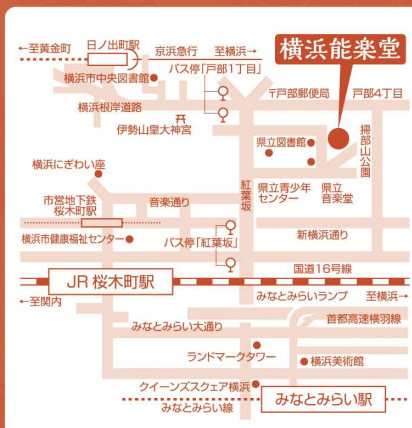 ←至黄金町
日ノ出町駅
京浜急行
至横浜→
横浜能楽堂
横浜市中央図書館
バス停「戸部1丁目」
〒戸部郵便局
戸部4丁目
横浜根岸道路
伊勢山皇大神宮
県立図書館
掃部山公園
横浜にぎわい座
紅葉坂
県立青少年
センター
県立
音楽堂
市営地下鉄
桜木町駅
音楽通り
横浜市健康福祉センター
バス停「紅葉坂」
新横浜通り
国道16号線
JR 桜木町駅
←至関内
みなとみらいランプ
至横浜→
首都高速横羽線
みなとみらい大通り
ランドマークタワー
横浜美術館
クイーンズスクェア横浜
みなとみらい線
みなとみらい駅